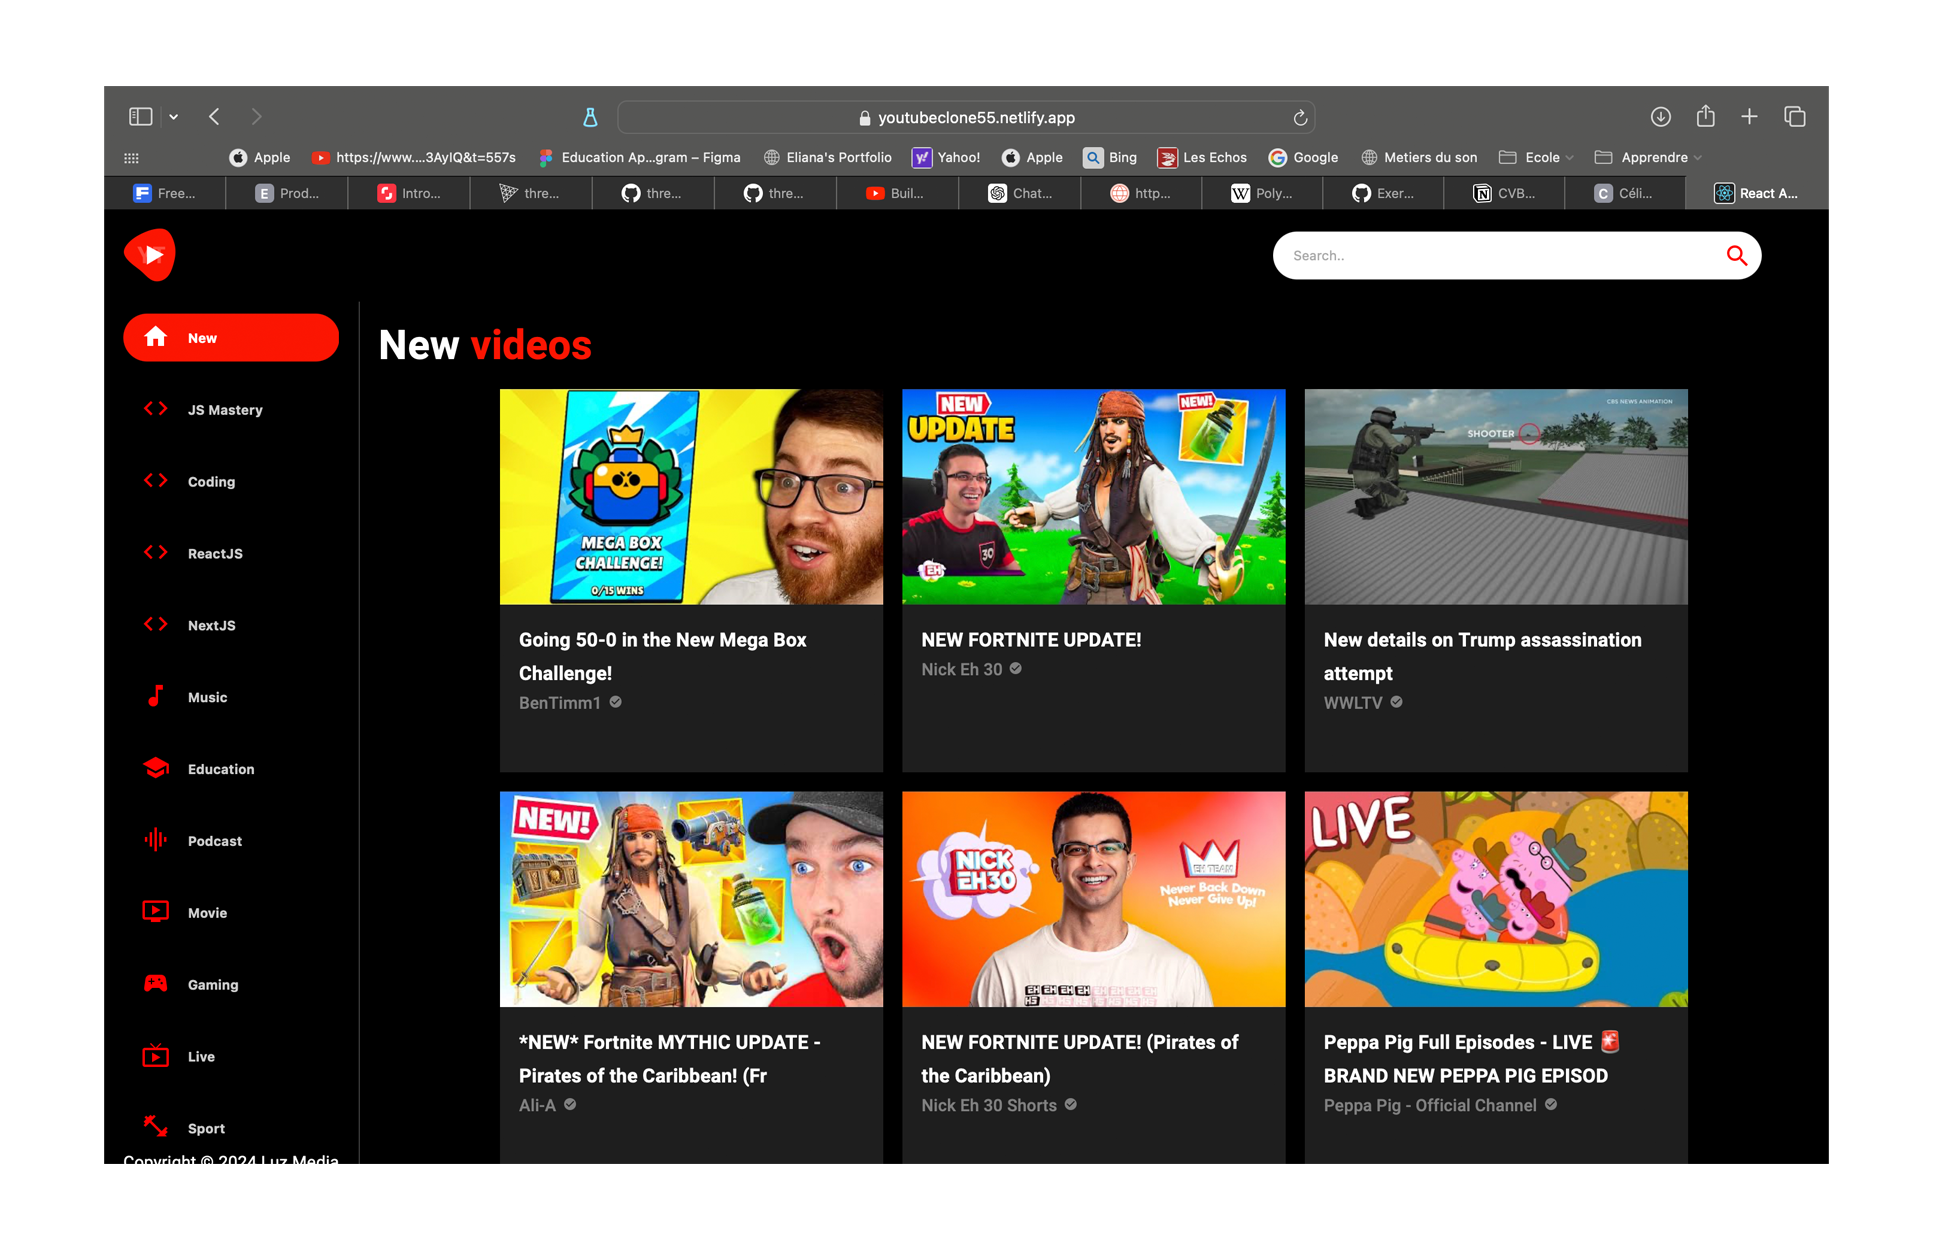 youtubeclone55.netlify.app
Apple
https://www....3AyIQ&t=557s
Education Ap...gram – Figma
Eliana's Portfolio
Yahoo!
Apple
Bing
Les Echos
Google
Metiers du son
Ecole
Apprendre
Free...
E Prod...
Intro...
thre...
thre...
thre...
Buil...
Chat...
http...
W Poly...
Exer...
CVB...
C Céli...
React A...
Search..
New
JS Mastery
Coding
ReactJS
NextJS
Music
Education
Podcast
Movie
Gaming
Live
Sport
Copyright © 2024 Luz Media
New videos
MEGA BOX
CHALLENGE!
0/15 WINS
Going 50-0 in the New Mega Box
Challenge!
BenTimm1
NEW
UPDATE
NEW!
30
EH
NEW FORTNITE UPDATE!
Nick Eh 30
CBS NEWS ANIMATION
SHOOTER
New details on Trump assassination
attempt
WWLTV
NEW!
*NEW* Fortnite MYTHIC UPDATE -
Pirates of the Caribbean! (Fr
Ali-A
NICK
EH30
EH TEAM
Never Back Down
Never Give Up!
NEW FORTNITE UPDATE! (Pirates of
the Caribbean)
Nick Eh 30 Shorts
LIVE
Peppa Pig Full Episodes - LIVE 🚨
BRAND NEW PEPPA PIG EPISOD
Peppa Pig - Official Channel